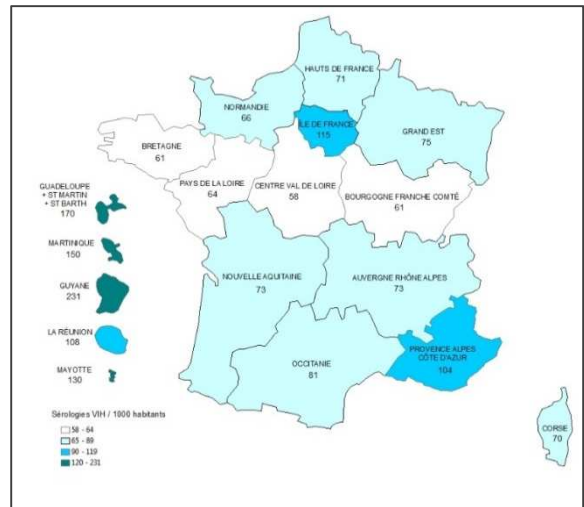 HAUTS DE FRANCE
71
NORMANDIE
66
ÎLE DE FRANCE
115
GRAND EST
75
BRETAGNE
61
PAYS DE LA LOIRE
64
CENTRE VAL DE LOIRE
58
BOURGOGNE FRANCHE COMTÉ
61
GUADELOUPE
+ ST MARTIN
+ ST BARTH
170
MARTINIQUE
150
GUYANE
231
LA RÉUNION
108
MAYOTTE
130
NOUVELLE AQUITAINE
73
AUVERGNE RHÔNE ALPES
73
OCCITANIE
81
PROVENCE ALPES
CÔTE D'AZUR
104
CORSE
70
Sérologies VIH / 1000 habitants
58 - 64
65 - 89
90 - 119
120 - 231